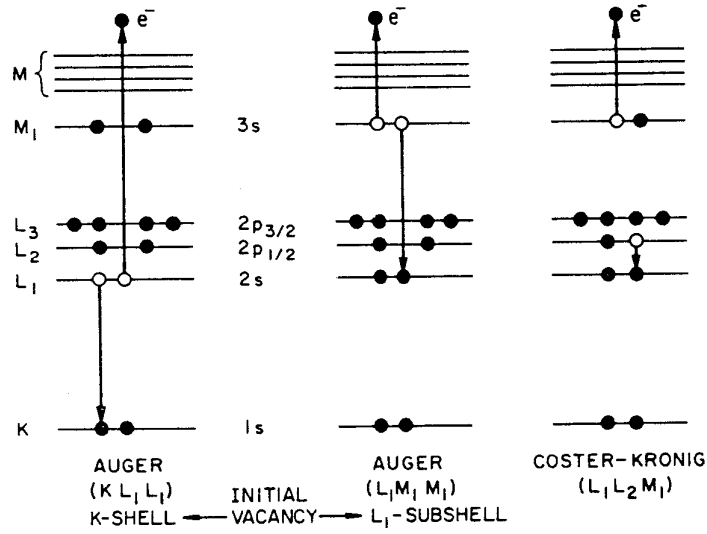 e⁻ e⁻ e⁻
M
M₁ 3s
L₃ 2p₃/₂
L₂ 2p₁/₂
L₁ 2s
K 1s
AUGER AUGER COSTER-KRONIG
(K L₁ L₁) (L₁M₁ M₁) (L₁L₂M₁)
INITIAL
K-SHELL VACANCY L₁-SUBSHELL